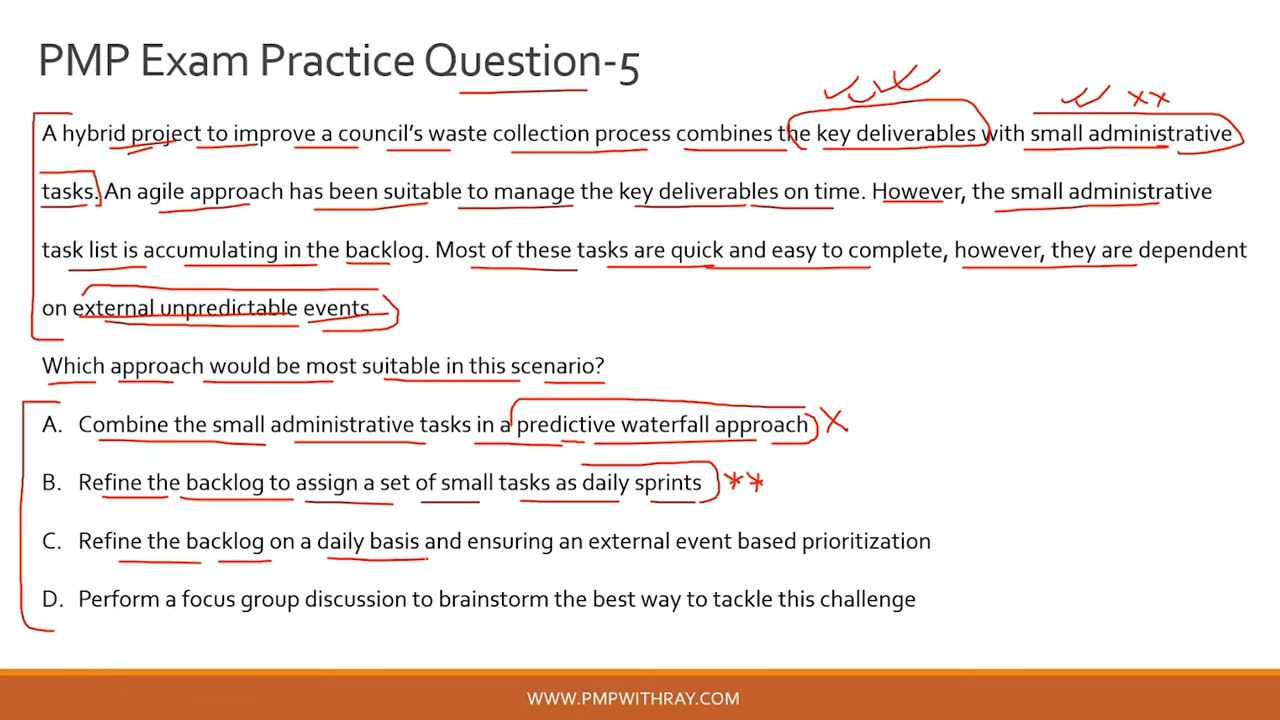 PMP Exam Practice Question-5
A hybrid project to improve a council's waste collection process combines the key deliverables with small administrative
tasks. An agile approach has been suitable to manage the key deliverables on time. However, the small administrative
task list is accumulating in the backlog. Most of these tasks are quick and easy to complete, however, they are dependent
on external unpredictable events
Which approach would be most suitable in this scenario?
A. Combine the small administrative tasks in a predictive waterfall approach
B. Refine the backlog to assign a set of small tasks as daily sprints
C. Refine the backlog on a daily basis and ensuring an external event based prioritization
D. Perform a focus group discussion to brainstorm the best way to tackle this challenge
WWW.PMPWITHRAY.COM